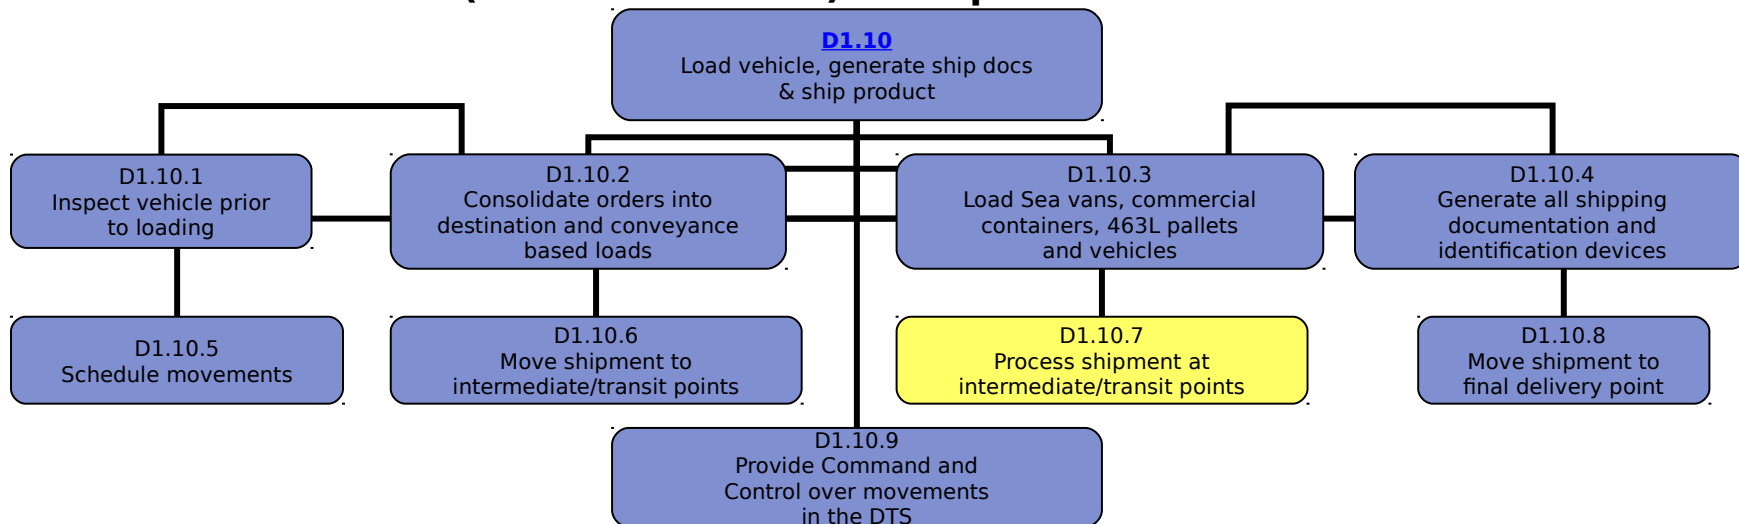 D1.10
Load vehicle, generate ship docs
& ship product
D1.10.1
Inspect vehicle prior
to loading
D1.10.2
Consolidate orders into
destination and conveyance
based loads
D1.10.3
Load Sea vans, commercial
containers, 463L pallets
and vehicles
D1.10.4
Generate all shipping
documentation and
identification devices
D1.10.5
Schedule movements
D1.10.6
Move shipment to
intermediate/transit points
D1.10.7
Process shipment at
intermediate/transit points
D1.10.8
Move shipment to
final delivery point
D1.10.9
Provide Command and
Control over movements
in the DTS